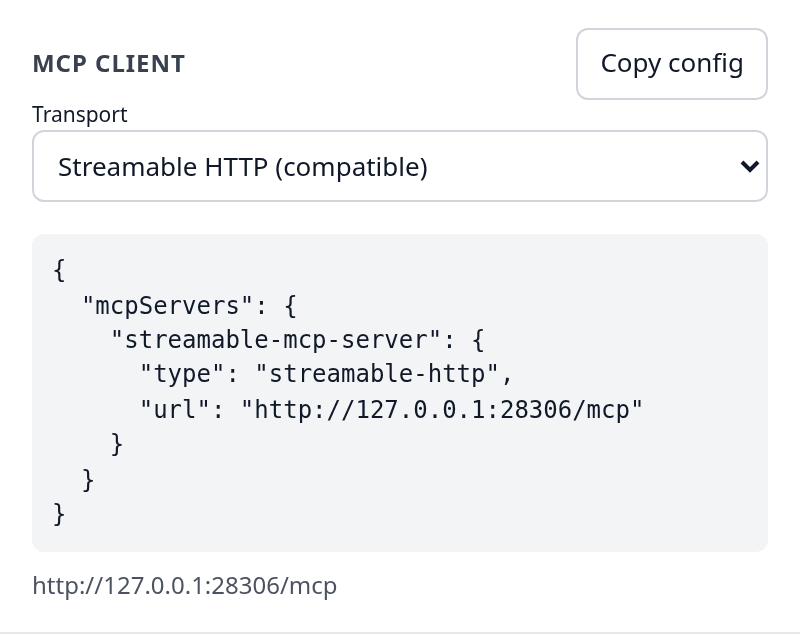 MCP CLIENT
Copy config
Transport
Streamable HTTP (compatible)
{
  "mcpServers": {
    "streamable-mcp-server": {
      "type": "streamable-http",
      "url": "http://127.0.0.1:28306/mcp"
    }
  }
}
http://127.0.0.1:28306/mcp